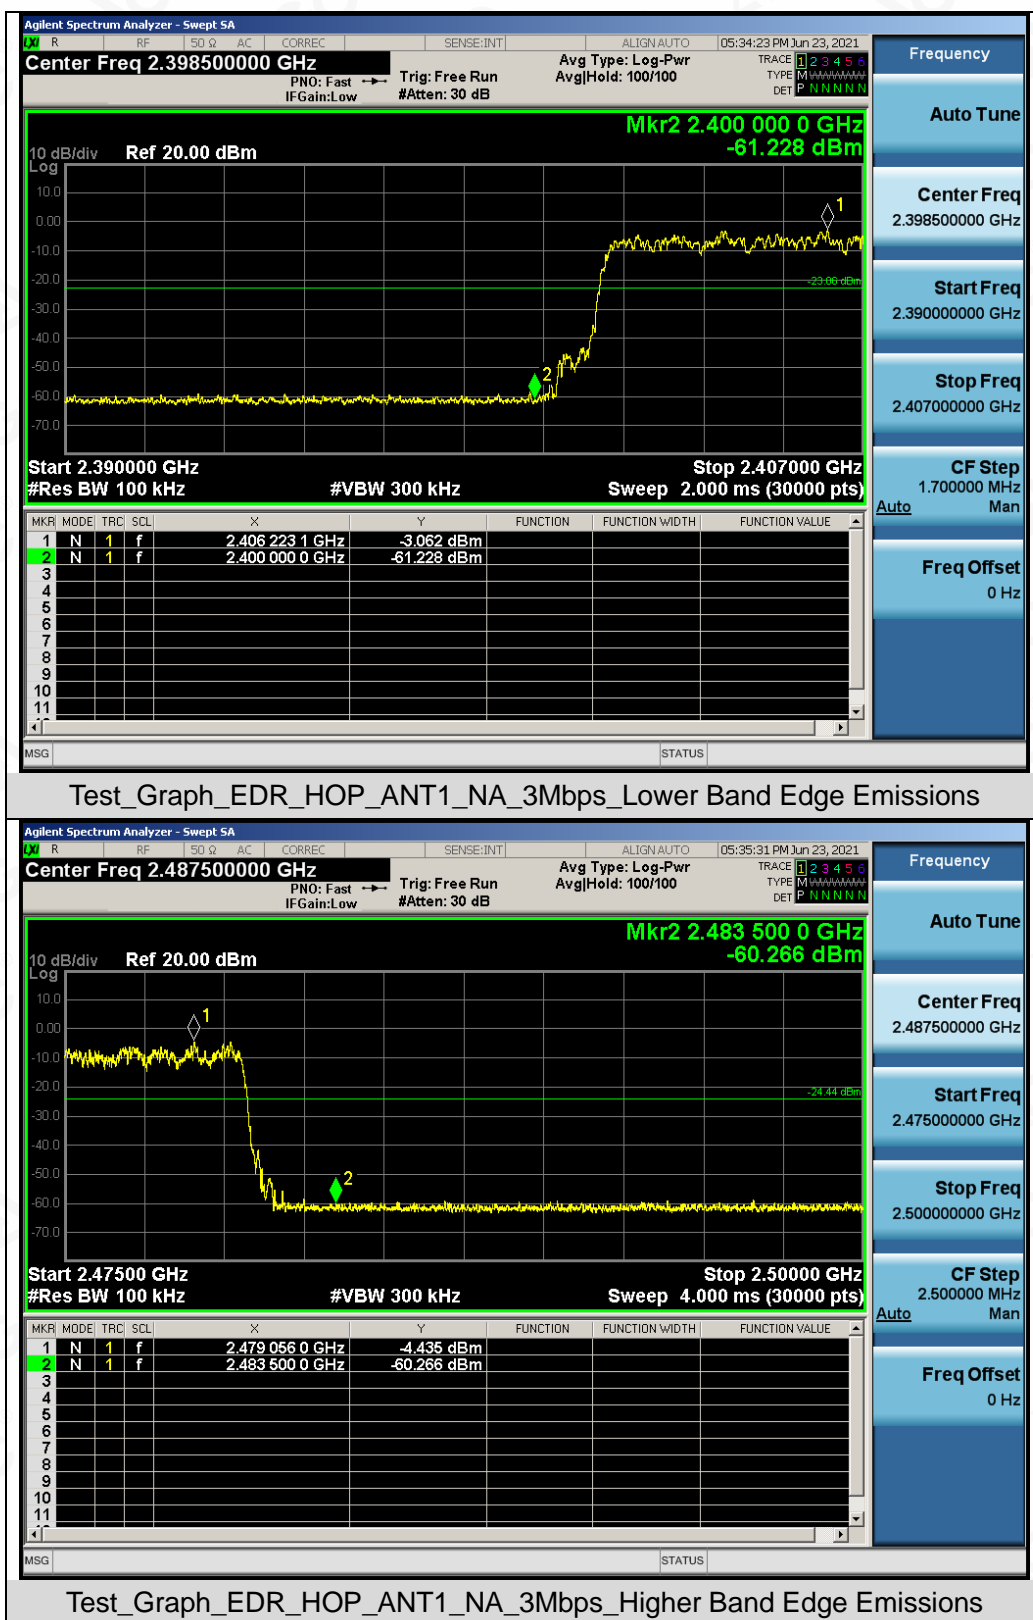 Agilent Spectrum Analyzer - Swept SA
LXI R RF 50 Ω AC CORREC SENSE:INT ALIGN AUTO 05:34:23 PM Jun 23, 2021
Center Freq 2.398500000 GHz
PNO: Fast
IFGain:Low
Trig: Free Run
#Atten: 30 dB
Avg Type: Log-Pwr
Avg|Hold: 100/100
TRACE 1 2 3 4 5 6
TYPE M W W W W W
DET P N N N N N
Mkr2 2.400 000 0 GHz
-61.228 dBm
10 dB/div Ref 20.00 dBm
Log
10.0
0.00
-10.0
-20.0
-30.0
-40.0
-50.0
-60.0
-70.0
1
-23.06 dBm
2
Start 2.390000 GHz Stop 2.407000 GHz
#Res BW 100 kHz #VBW 300 kHz Sweep 2.000 ms (30000 pts)
MKR MODE TRC SCL X Y FUNCTION FUNCTION WIDTH FUNCTION VALUE
1 N 1 f 2.406 223 1 GHz -3.062 dBm
2 N 1 f 2.400 000 0 GHz -61.228 dBm
3
4
5
6
7
8
9
10
11
MSG STATUS
Frequency
Auto Tune
Center Freq
2.398500000 GHz
Start Freq
2.390000000 GHz
Stop Freq
2.407000000 GHz
CF Step
1.700000 MHz
Auto Man
Freq Offset
0 Hz
Test_Graph_EDR_HOP_ANT1_NA_3Mbps_Lower Band Edge Emissions
Agilent Spectrum Analyzer - Swept SA
LXI R RF 50 Ω AC CORREC SENSE:INT ALIGN AUTO 05:35:31 PM Jun 23, 2021
Center Freq 2.487500000 GHz
PNO: Fast
IFGain:Low
Trig: Free Run
#Atten: 30 dB
Avg Type: Log-Pwr
Avg|Hold: 100/100
TRACE 1 2 3 4 5 6
TYPE M W W W W W
DET P N N N N N
Mkr2 2.483 500 0 GHz
-60.266 dBm
10 dB/div Ref 20.00 dBm
Log
10.0
0.00
-10.0
-20.0
-30.0
-40.0
-50.0
-60.0
-70.0
1
-24.44 dBm
2
Start 2.47500 GHz Stop 2.50000 GHz
#Res BW 100 kHz #VBW 300 kHz Sweep 4.000 ms (30000 pts)
MKR MODE TRC SCL X Y FUNCTION FUNCTION WIDTH FUNCTION VALUE
1 N 1 f 2.479 056 0 GHz -4.435 dBm
2 N 1 f 2.483 500 0 GHz -60.266 dBm
3
4
5
6
7
8
9
10
11
MSG STATUS
Frequency
Auto Tune
Center Freq
2.487500000 GHz
Start Freq
2.475000000 GHz
Stop Freq
2.500000000 GHz
CF Step
2.500000 MHz
Auto Man
Freq Offset
0 Hz
Test_Graph_EDR_HOP_ANT1_NA_3Mbps_Higher Band Edge Emissions